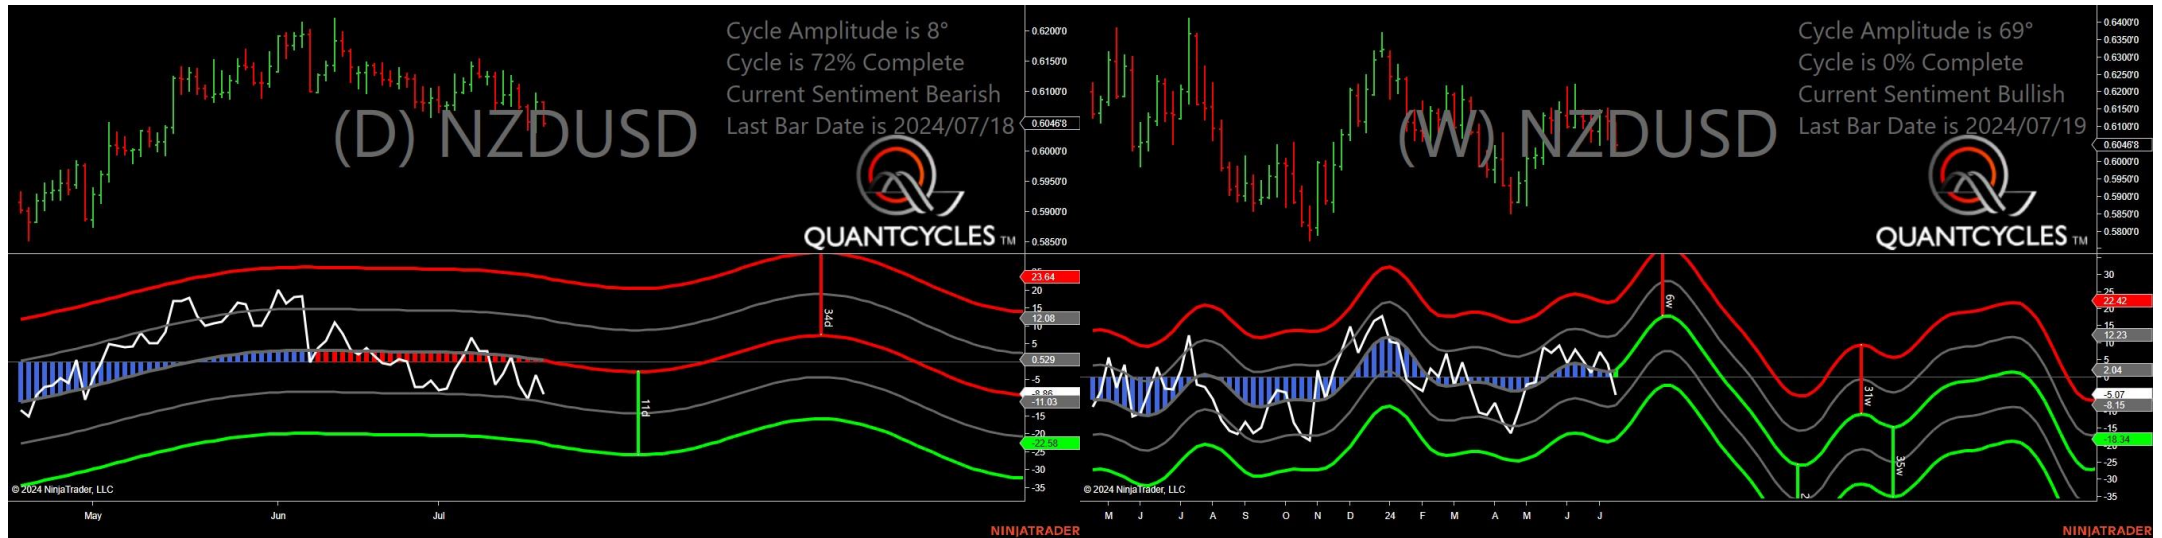 Cycle Amplitude is 8°
Cycle is 72% Complete
Current Sentiment Bearish
Last Bar Date is 2024/07/18
(D) NZDUSD
QUANTCYCLES TM
0.6200'0
0.6150'0
0.6100'0
0.6046'8
0.6000'0
0.5950'0
0.5900'0
0.5850'0
23.64
20
15
12.08
10
5
0.529
-5
-8.86
-11.03
-15
-20
-22.58
-25
-30
-35
34d
11d
© 2024 NinjaTrader, LLC
May
Jun
Jul
NINJATRADER
Cycle Amplitude is 69°
Cycle is 0% Complete
Current Sentiment Bullish
Last Bar Date is 2024/07/19
(W) NZDUSD
QUANTCYCLES TM
0.6400'0
0.6350'0
0.6300'0
0.6250'0
0.6200'0
0.6150'0
0.6100'0
0.6046'8
0.6000'0
0.5950'0
0.5900'0
0.5850'0
0.5800'0
30
25
22.42
20
15
12.23
10
5
2.04
0
-5.07
-8.15
-10
-15
-18.34
-20
-25
-30
-35
6w
31w
35w
2
© 2024 NinjaTrader, LLC
M
J
J
A
S
O
N
D
24
F
M
A
M
J
J
NINJATRADER